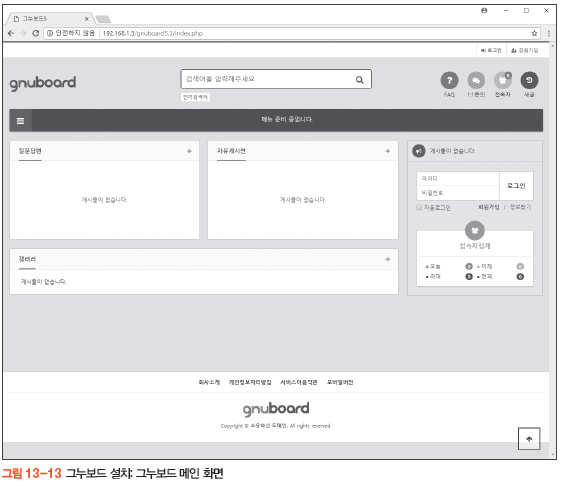 그누보드5
안전하지 않음 | 192.168.1.3/gnuboard5.3/index.php
로그인 회원가입
gnuboard
검색어를 입력해주세요
인기검색어
FAQ 1:1문의 접속자 새글
메뉴 준비 중입니다.
질문답변 +
게시물이 없습니다.
자유게시판 +
게시물이 없습니다.
갤러리 +
게시물이 없습니다.
게시물이 없습니다.
아이디
비밀번호
로그인
자동로그인 회원가입 / 정보찾기
접속자집계
오늘 0 어제 0
최대 0 전체 0
회사소개 개인정보처리방침 서비스이용약관 모바일버전
gnuboard
Copyright © 소유하신 도메인. All rights reserved.
그림 13-13 그누보드 설치: 그누보드 메인 화면